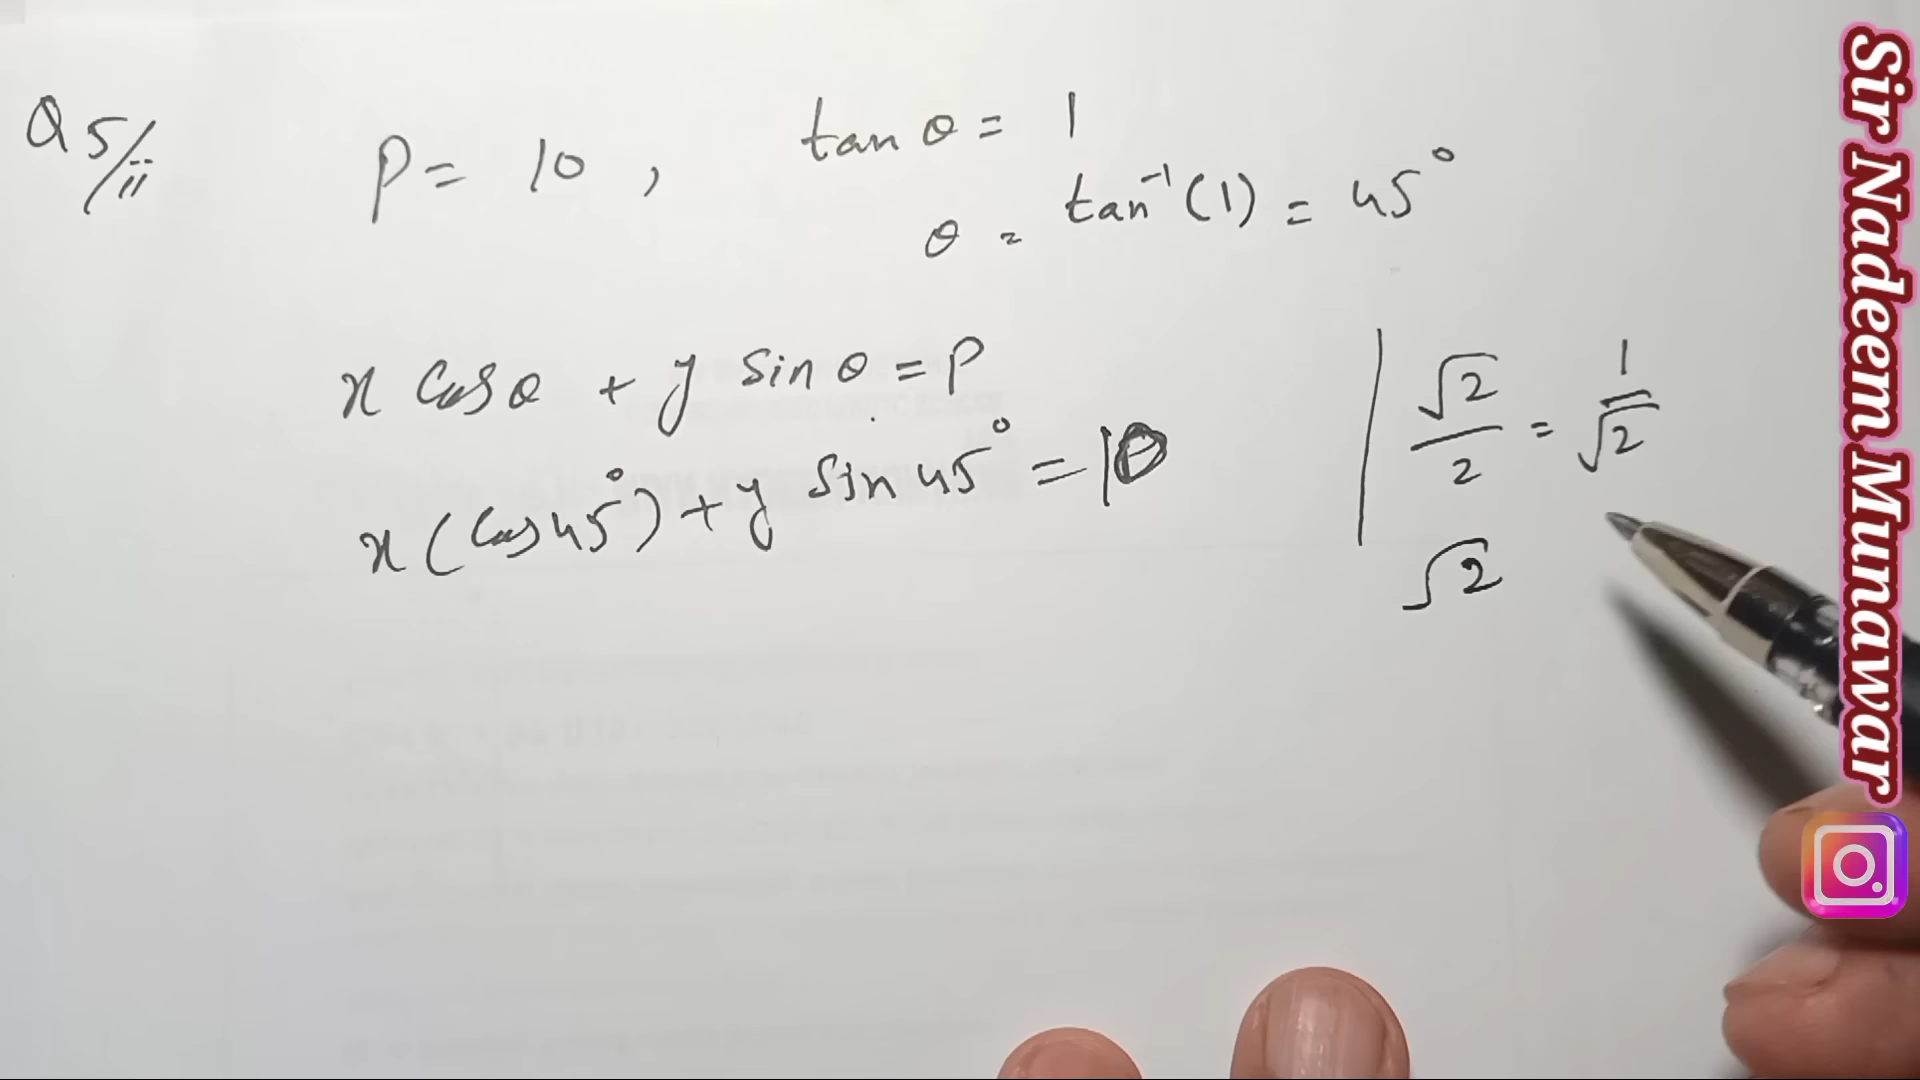 Q 5/ii
P = 10 ,
tan θ = 1
θ = tan⁻¹(1) = 45°
x Cos θ + y Sin θ = P
x (Cos 45°) + y Sin 45° = 10
√2/2 = 1/√2
√2
Sir Nadeem Munawar